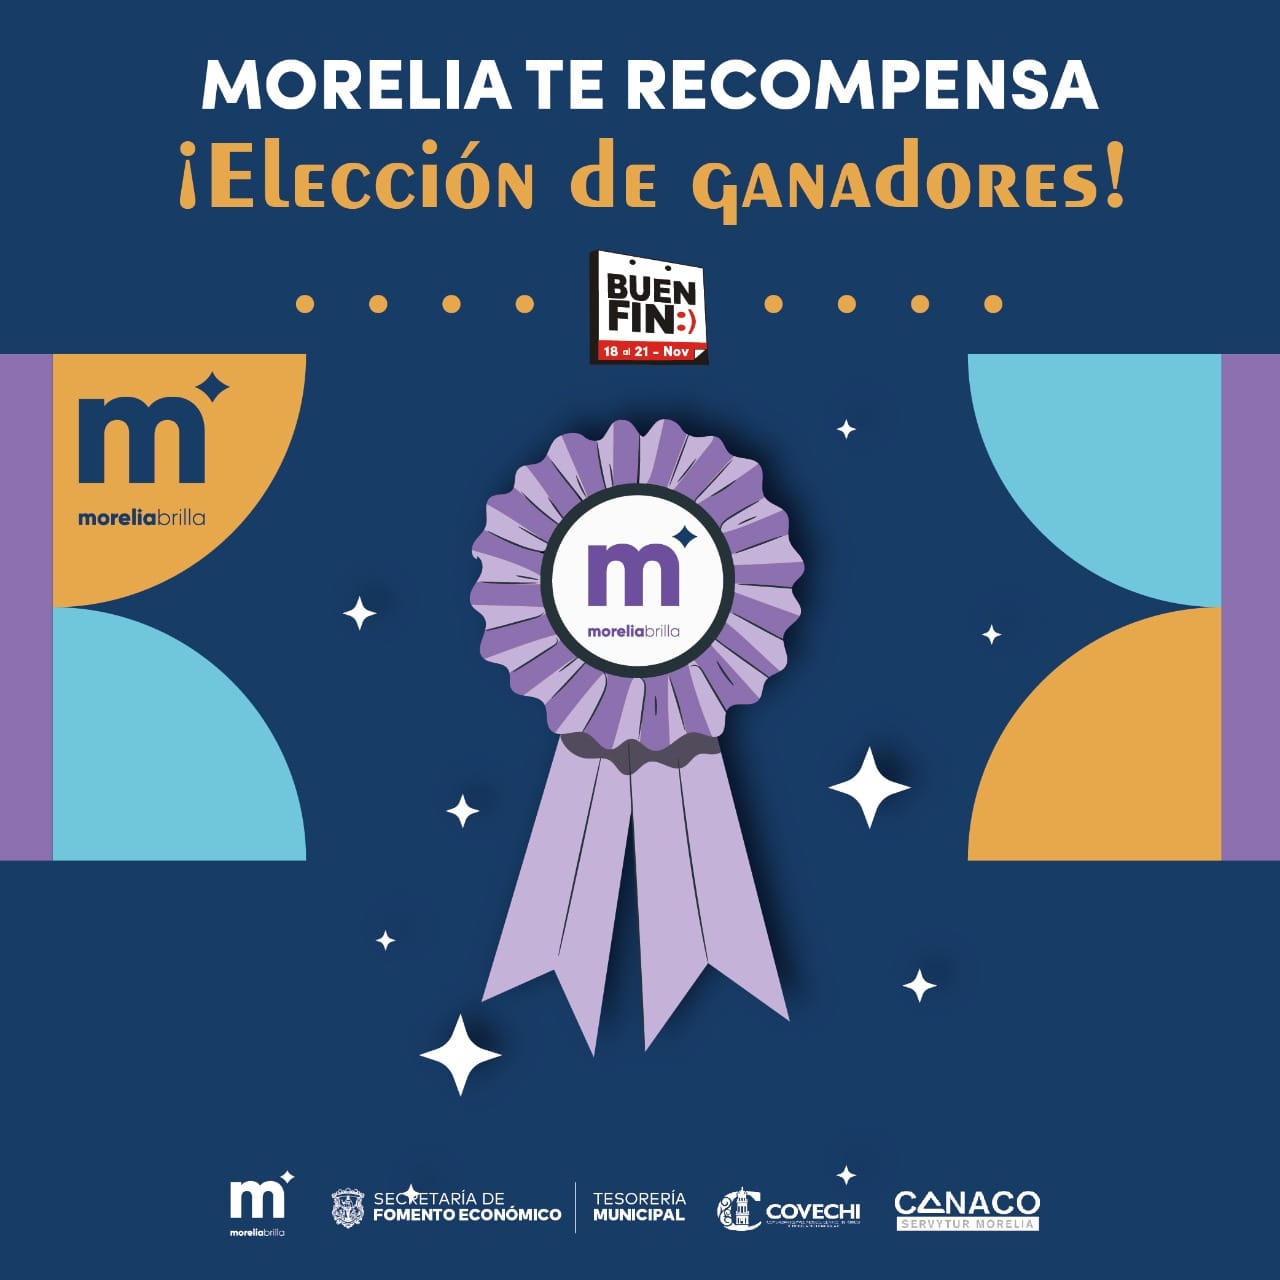 MORELIA TE RECOMPENSA
¡Elección de ganadores!
BUEN
FIN:)
18 al 21 - Nov
m
moreliabrilla
m
moreliabrilla
m
moreliabrilla
SECRETARÍA DE
FOMENTO ECONÓMICO
TESORERÍA
MUNICIPAL
COVECHI
CANACO
SERVYTUR MORELIA